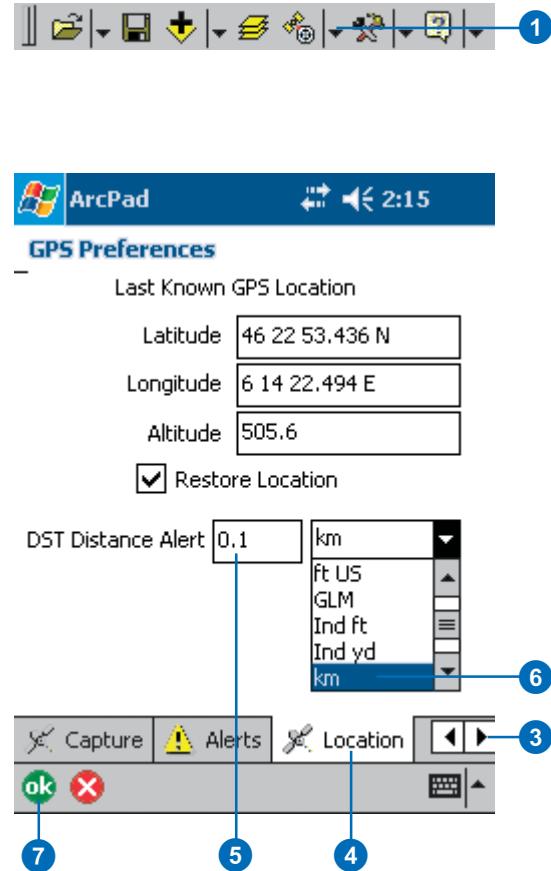 1
ArcPad 2:15
GPS Preferences
Last Known GPS Location
Latitude 46 22 53.436 N
Longitude 6 14 22.494 E
Altitude 505.6
Restore Location
DST Distance Alert 0.1 km
ft US
GLM
Ind ft
Ind yd
km
6
Capture Alerts Location
3
ok
7 5 4